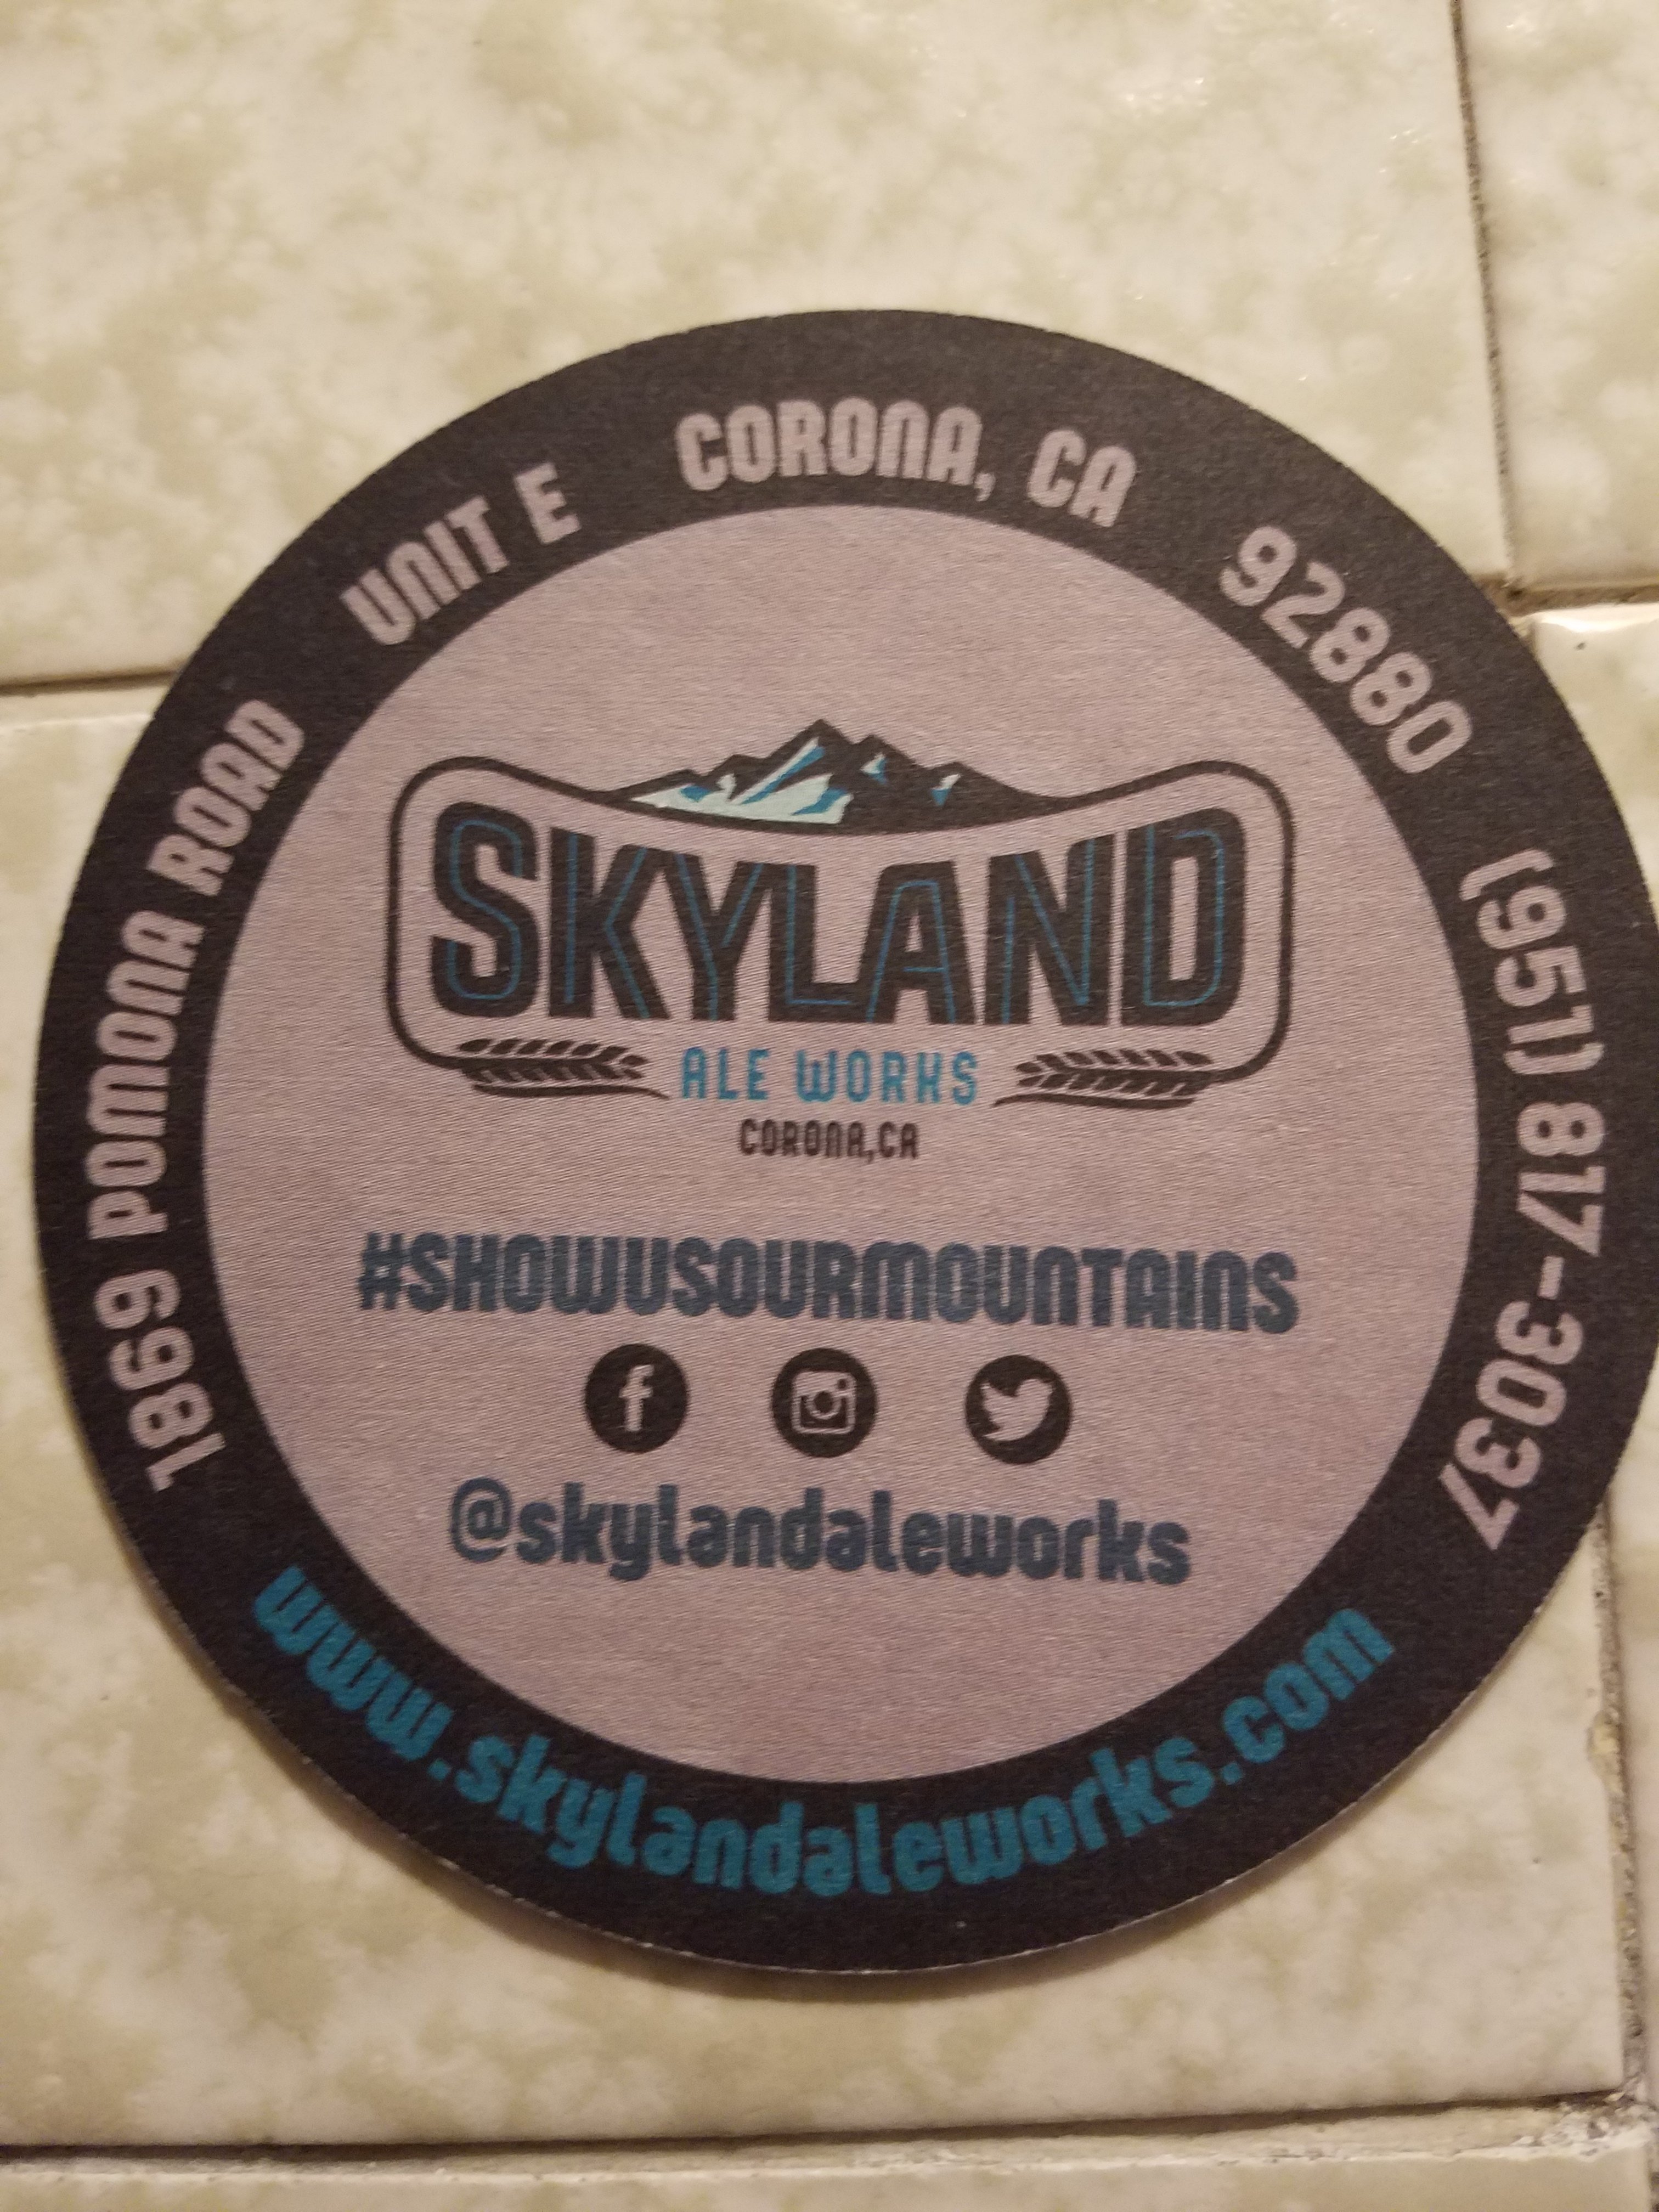 1869 POMONA ROAD UNIT E CORONA, CA 92880 (951) 817-3037
SKYLAND
ALE WORKS
CORONA,CA
#SHOWUSOURMOUNTAINS
@skylandaleworks
www.skylandaleworks.com